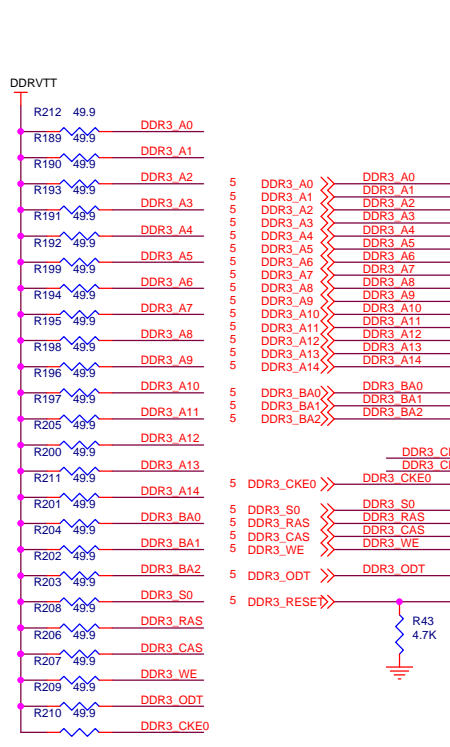 DDRVTT
R212 49.9
DDR3_A0
R189 49.9
DDR3_A1
R190 49.9
DDR3_A2
R193 49.9
DDR3_A3
R191 49.9
DDR3_A4
R192 49.9
DDR3_A5
R199 49.9
DDR3_A6
R194 49.9
DDR3_A7
R195 49.9
DDR3_A8
R198 49.9
DDR3_A9
R196 49.9
DDR3_A10
R197 49.9
DDR3_A11
R205 49.9
DDR3_A12
R200 49.9
DDR3_A13
R211 49.9
DDR3_A14
R201 49.9
DDR3_BA0
R204 49.9
DDR3_BA1
R202 49.9
DDR3_BA2
R203 49.9
DDR3_S0
R208 49.9
DDR3_RAS
R206 49.9
DDR3_CAS
R207 49.9
DDR3_WE
R209 49.9
DDR3_ODT
R210 49.9
DDR3_CKE0
5 DDR3_A0 DDR3_A0
5 DDR3_A1 DDR3_A1
5 DDR3_A2 DDR3_A2
5 DDR3_A3 DDR3_A3
5 DDR3_A4 DDR3_A4
5 DDR3_A5 DDR3_A5
5 DDR3_A6 DDR3_A6
5 DDR3_A7 DDR3_A7
5 DDR3_A8 DDR3_A8
5 DDR3_A9 DDR3_A9
5 DDR3_A10 DDR3_A10
5 DDR3_A11 DDR3_A11
5 DDR3_A12 DDR3_A12
5 DDR3_A13 DDR3_A13
5 DDR3_A14 DDR3_A14
5 DDR3_BA0 DDR3_BA0
5 DDR3_BA1 DDR3_BA1
5 DDR3_BA2 DDR3_BA2
5 DDR3_CKE0 DDR3_CKE0
5 DDR3_S0 DDR3_S0
5 DDR3_RAS DDR3_RAS
5 DDR3_CAS DDR3_CAS
5 DDR3_WE DDR3_WE
5 DDR3_ODT DDR3_ODT
5 DDR3_RESET
R43
4.7K